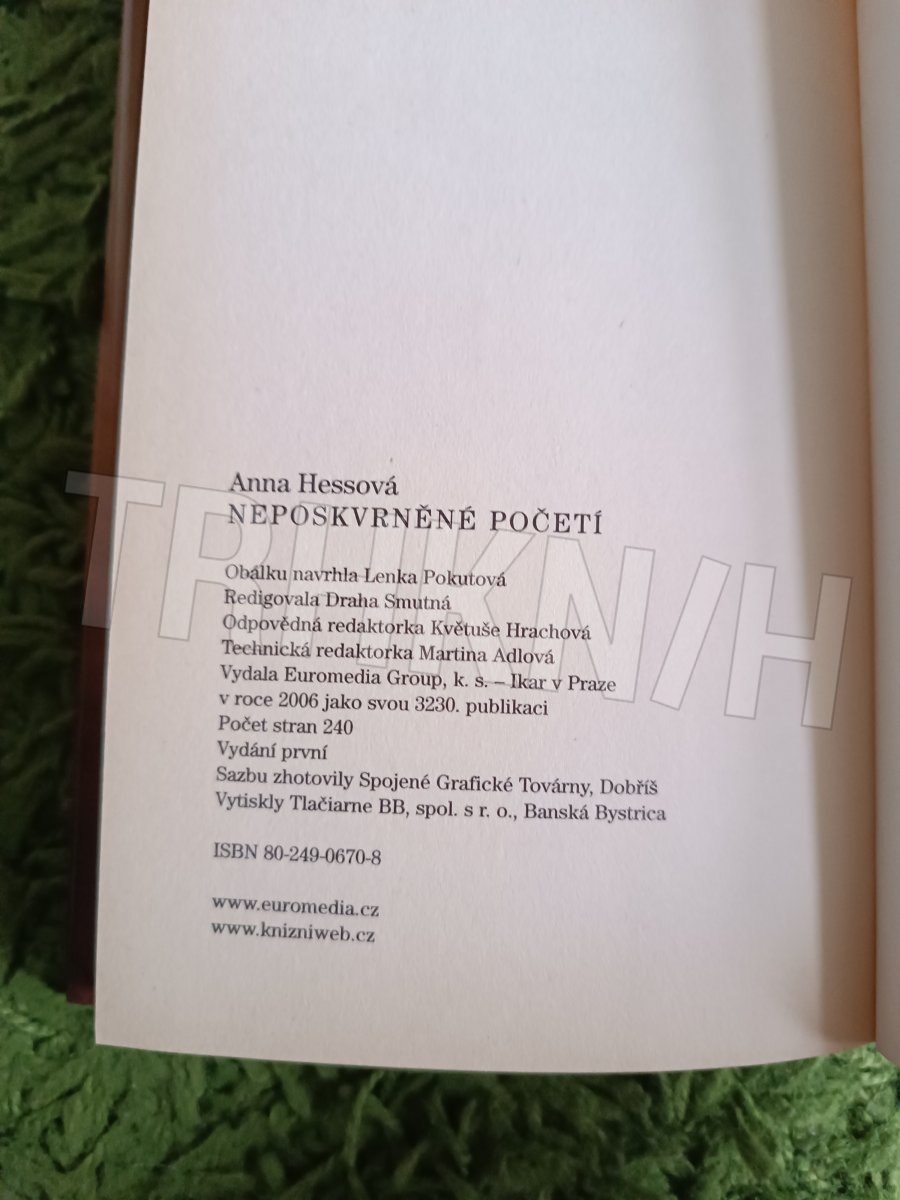 Anna Hessová
NEPOSKVRNĚNÉ POČETÍ
Obálku navrhla Lenka Pokutová
Redigovala Draha Smutná
Odpovědná redaktorka Květuše Hrachová
Technická redaktorka Martina Adlová
Vydala Euromedia Group, k. s. – Ikar v Praze
v roce 2006 jako svou 3230. publikaci
Počet stran 240
Vydání první
Sazbu zhotovily Spojené Grafické Továrny, Dobříš
Vytiskly Tlačiarne BB, spol. s r. o., Banská Bystrica
ISBN 80-249-0670-8
www.euromedia.cz
www.knizniweb.cz